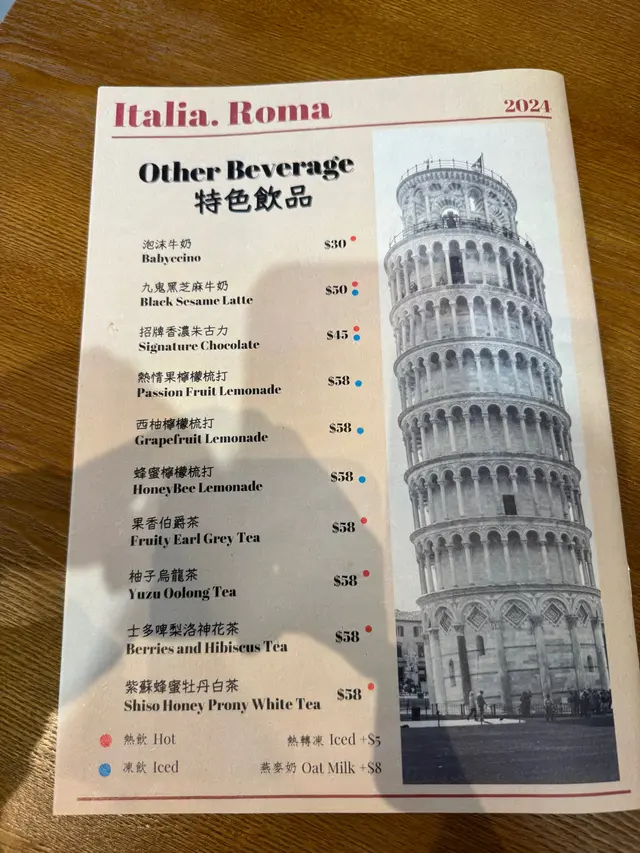 Italia. Roma
2024
Other Beverage
特色飲品
泡沫牛奶
Babyccino
$30
九鬼黑芝麻牛奶
Black Sesame Latte
$50
招牌香濃朱古力
Signature Chocolate
$45
熱情果檸檬梳打
Passion Fruit Lemonade
$58
西柚檸檬梳打
Grapefruit Lemonade
$58
蜂蜜檸檬梳打
HoneyBee Lemonade
$58
果香伯爵茶
Fruity Earl Grey Tea
$58
柚子烏龍茶
Yuzu Oolong Tea
$58
士多啤梨洛神花茶
Berries and Hibiscus Tea
$58
紫蘇蜂蜜牡丹白茶
Shiso Honey Prony White Tea
$58
熱飲 Hot
熱轉凍 Iced +$5
凍飲 Iced
燕麥奶 Oat Milk +$8